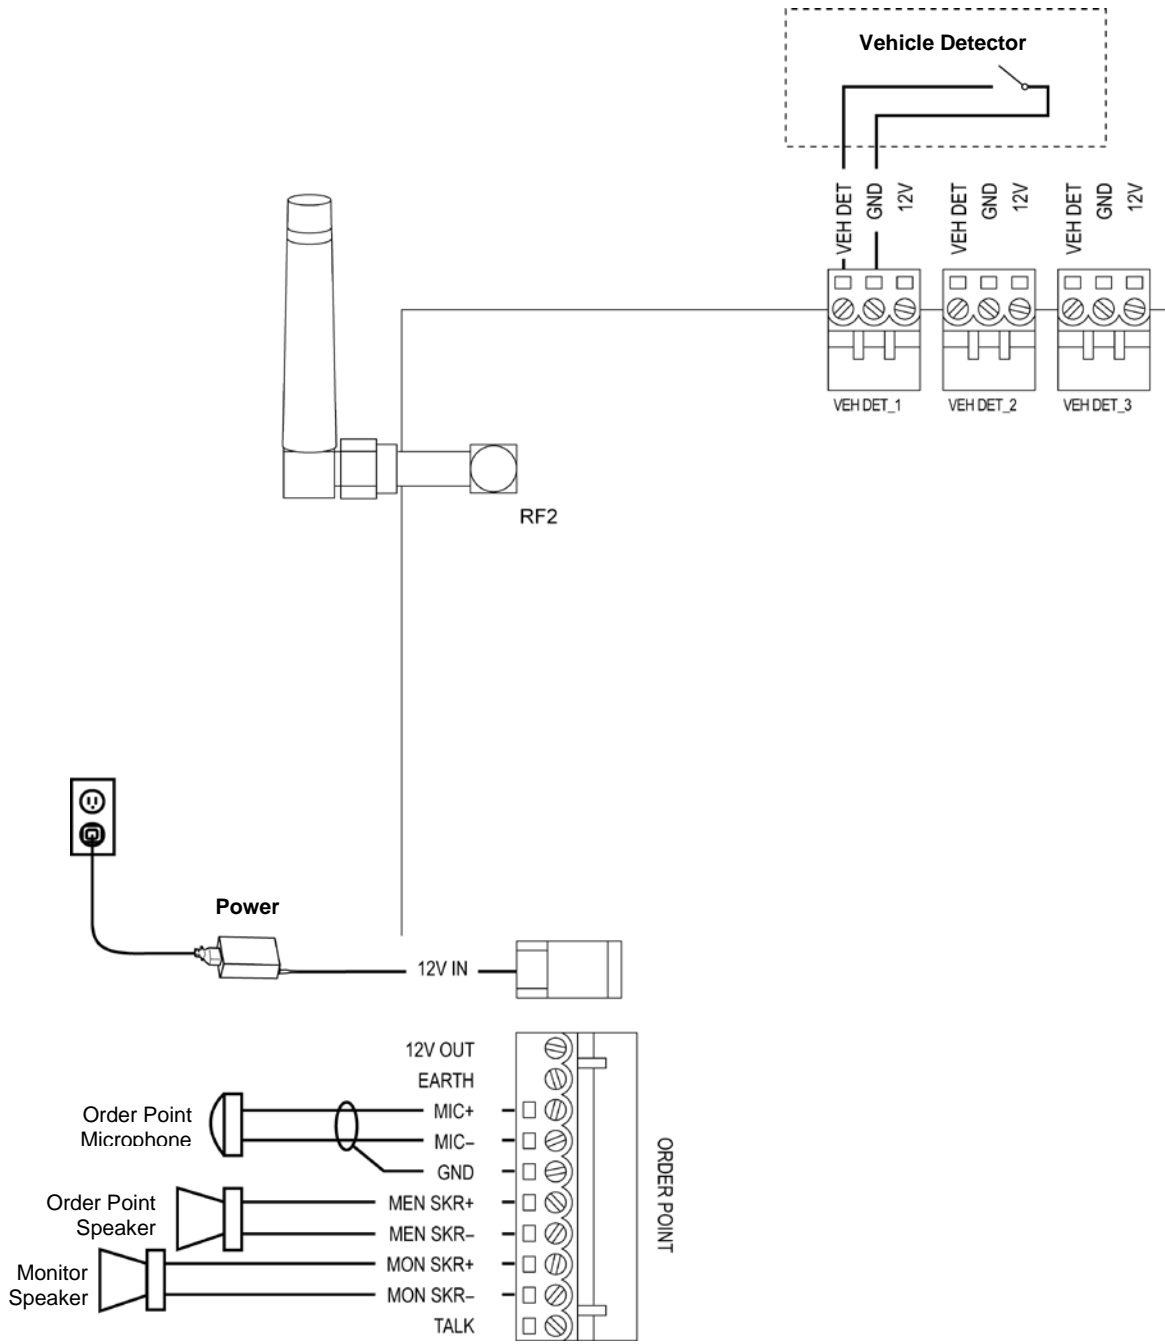 Vehicle Detector
VEH DET
GND
12V
VEH DET
GND
12V
VEH DET
GND
12V
VEH DET_1
VEH DET_2
VEH DET_3
RF2
Power
12V IN
12V OUT
EARTH
Order Point
Microphone
MIC+
MIC–
GND
Order Point
Speaker
MEN SKR+
MEN SKR–
Monitor
Speaker
MON SKR+
MON SKR–
TALK
ORDER POINT